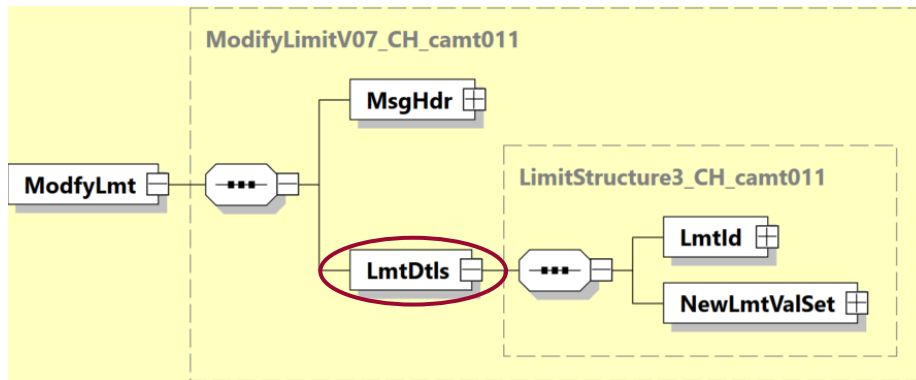 ModifyLimitV07_CH_camt011
MsgHdr
ModfyLmt
LimitStructure3_CH_camt011
LmtId
LmtDtls
NewLmtValSet